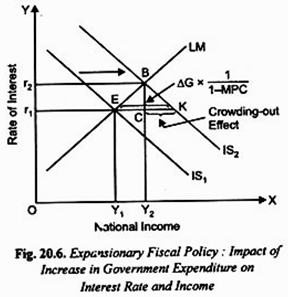 Y
LM
B
ΔG × 1/1–MPC
r2
E
K
r1
C
Crowding-out
Effect
IS2
IS1
Rate of Interest
O
Y1 Y2
X
National Income
Fig. 20.6. Expansionary Fiscal Policy : Impact of
Increase in Government Expenditure on
Interest Rate and Income